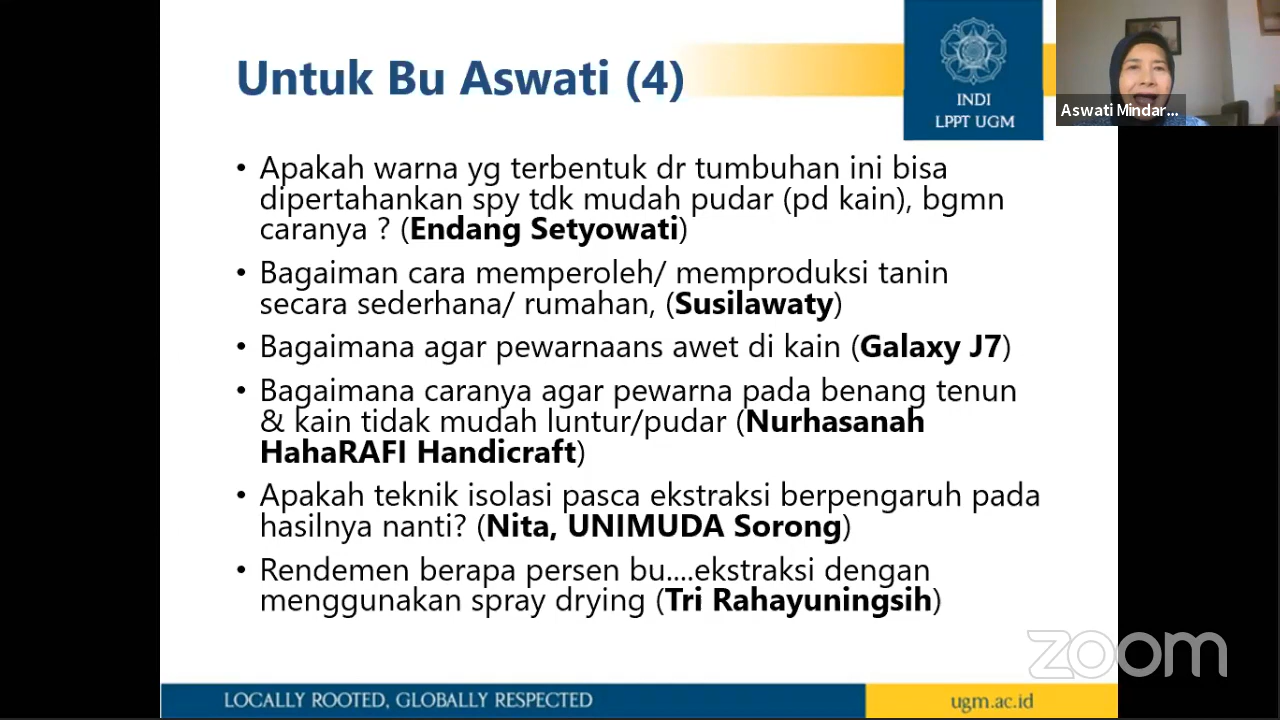 Untuk Bu Aswati (4)
INDI
LPPT UGM
Aswati Mindar...
• Apakah warna yg terbentuk dr tumbuhan ini bisa
dipertahankan spy tdk mudah pudar (pd kain), bgmn
caranya ? (Endang Setyowati)
• Bagaiman cara memperoleh/ memproduksi tanin
secara sederhana/ rumahan, (Susilawaty)
• Bagaimana agar pewarnaans awet di kain (Galaxy J7)
• Bagaimana caranya agar pewarna pada benang tenun
& kain tidak mudah luntur/pudar (Nurhasanah
HahaRAFI Handicraft)
• Apakah teknik isolasi pasca ekstraksi berpengaruh pada
hasilnya nanti? (Nita, UNIMUDA Sorong)
• Rendemen berapa persen bu....ekstraksi dengan
menggunakan spray drying (Tri Rahayuningsih)
zoom
LOCALLY ROOTED, GLOBALLY RESPECTED
ugm.ac.id